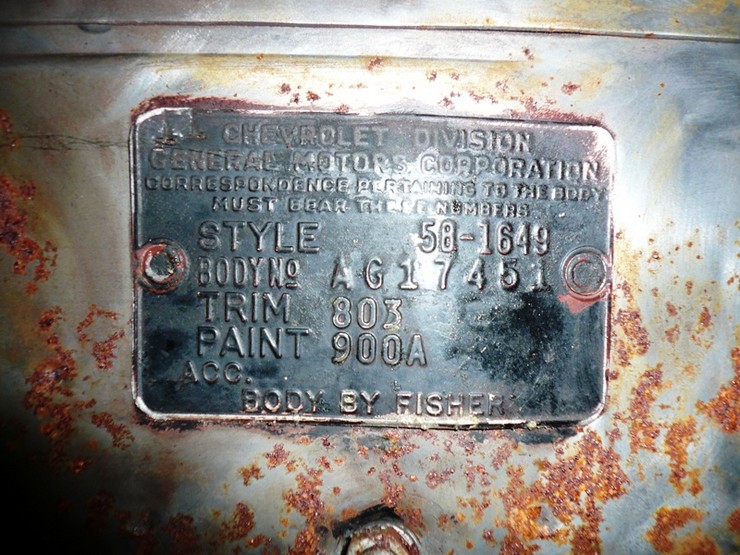 CHEVROLET DIVISION
GENERAL MOTORS CORPORATION
CORRESPONDENCE PERTAINING TO THE BODY
MUST BEAR THESE NUMBERS
STYLE 58-1649
BODY No AG17451
TRIM 803
PAINT 900A
ACC.
BODY BY FISHER